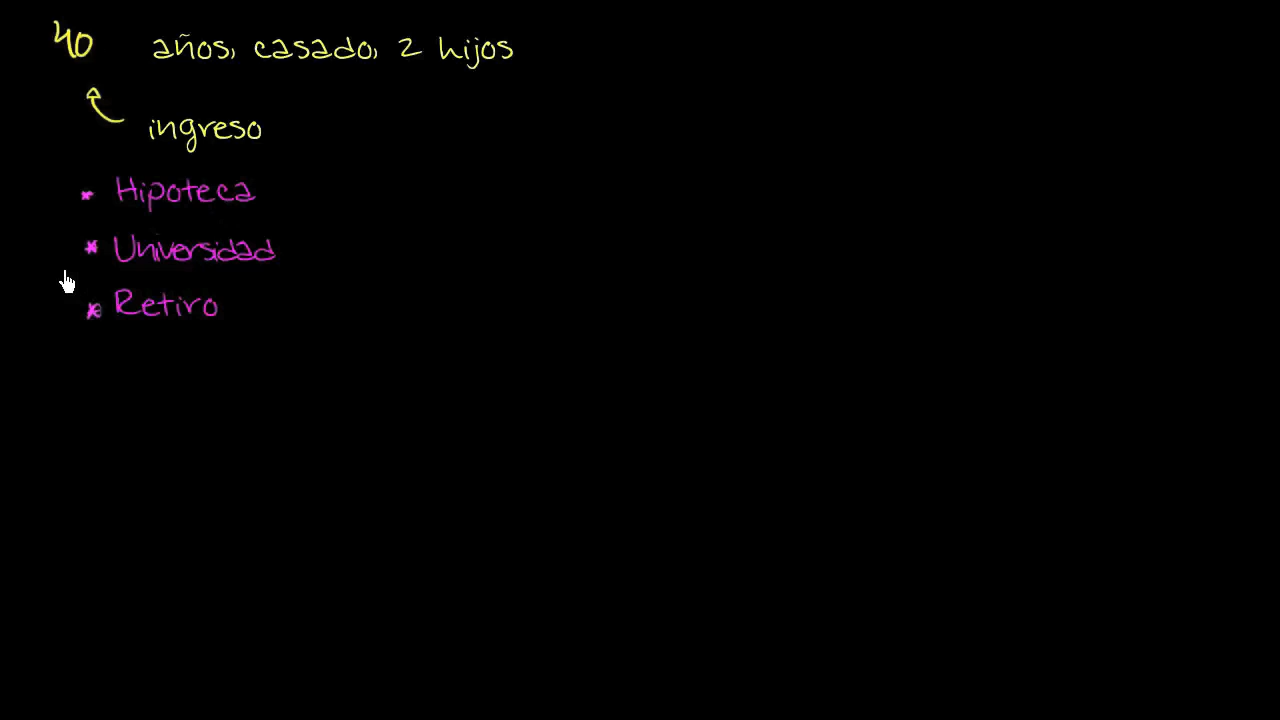 40 años, casado, 2 hijos
ingreso
* Hipoteca
* Universidad
* Retiro